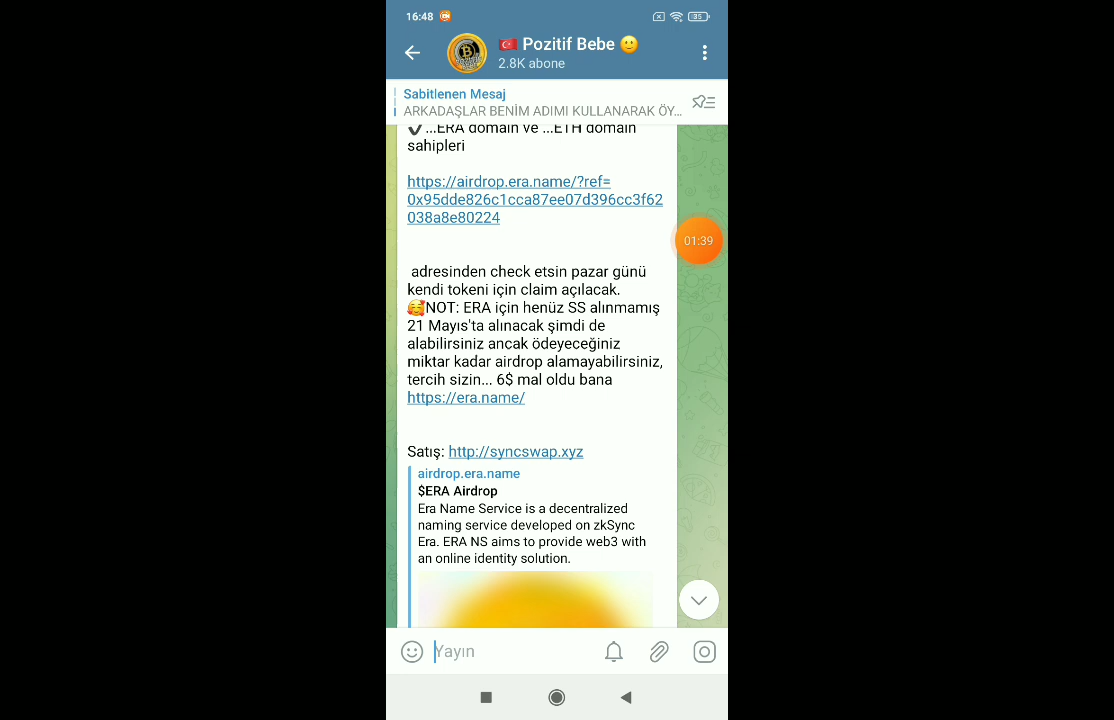 16:48
35
🇹🇷 Pozitif Bebe 🙂
2.8K abone
Sabitlenen Mesaj
ARKADAŞLAR BENİM ADIMI KULLANARAK ÖY...
✔...ERA domain ve ...ETH domain
sahipleri
https://airdrop.era.name/?ref=
0x95dde826c1cca87ee07d396cc3f62
038a8e80224
01:39
adresinden check etsin pazar günü
kendi tokeni için claim açılacak.
🥰NOT: ERA için henüz SS alınmamış
21 Mayıs'ta alınacak şimdi de
alabilirsiniz ancak ödeyeceğiniz
miktar kadar airdrop alamayabilirsiniz,
tercih sizin... 6$ mal oldu bana
https://era.name/
Satış: http://syncswap.xyz
airdrop.era.name
$ERA Airdrop
Era Name Service is a decentralized
naming service developed on zkSync
Era. ERA NS aims to provide web3 with
an online identity solution.
Yayın